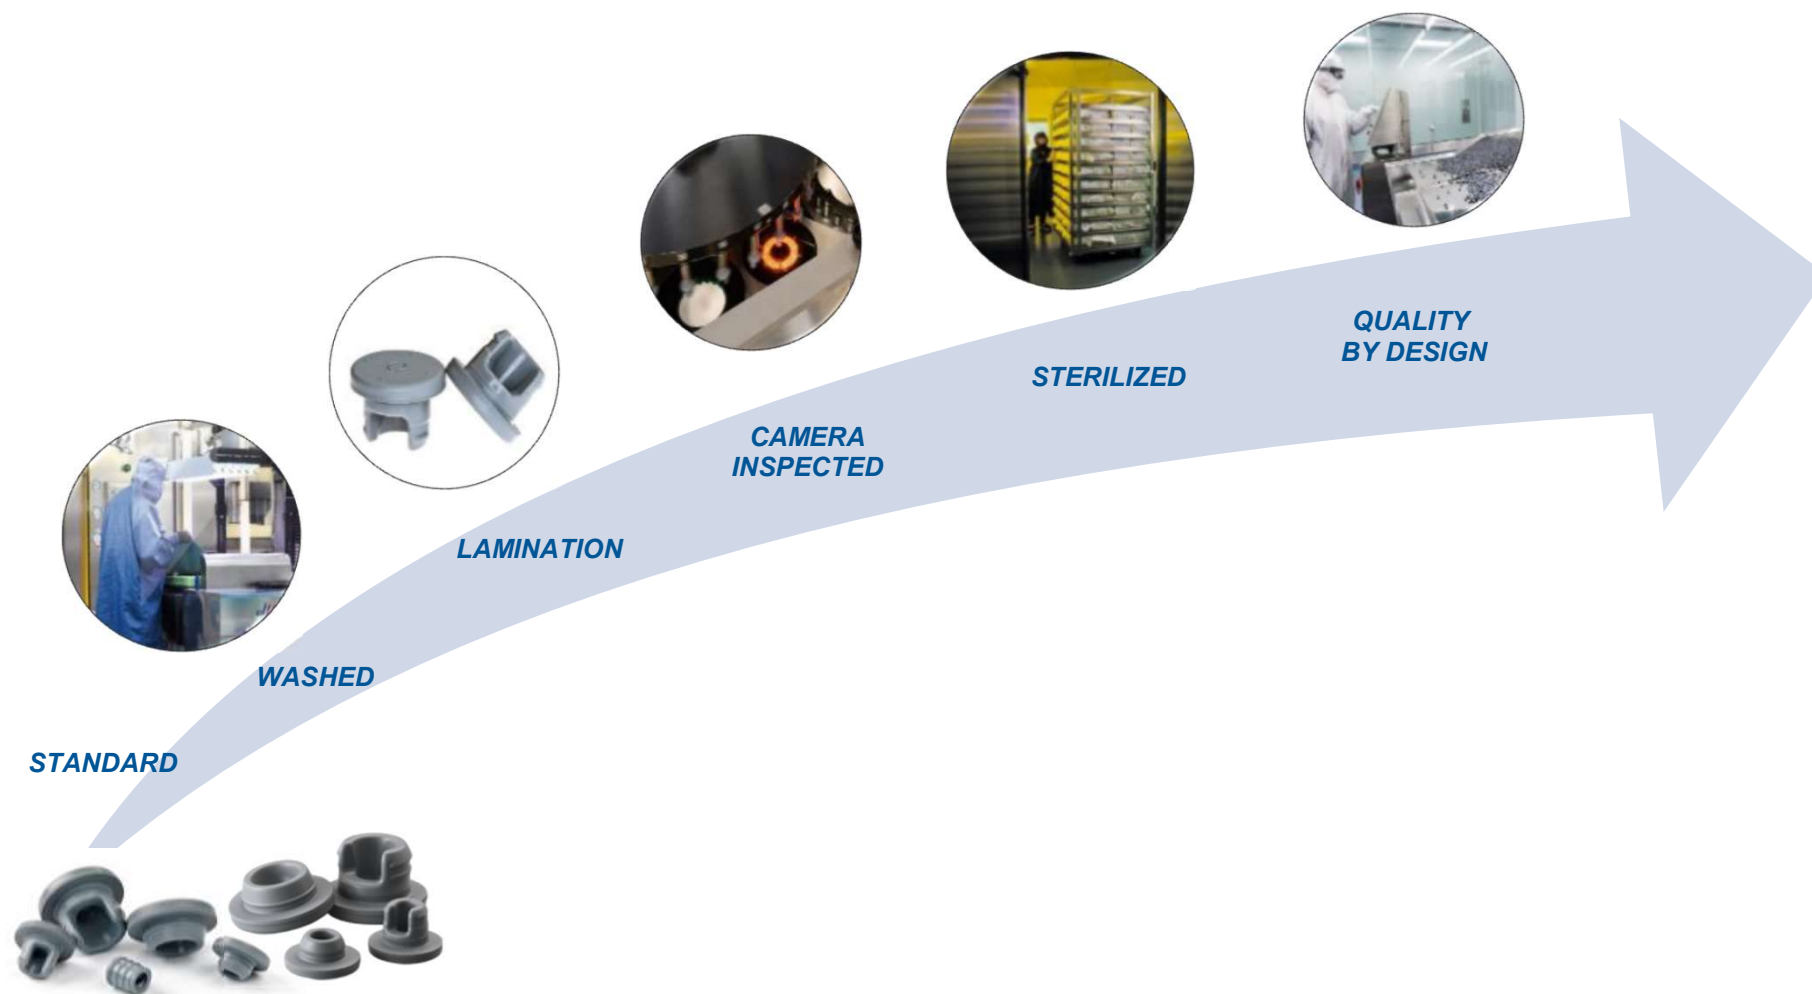 STANDARD
WASHED
LAMINATION
CAMERA
INSPECTED
STERILIZED
QUALITY
BY DESIGN